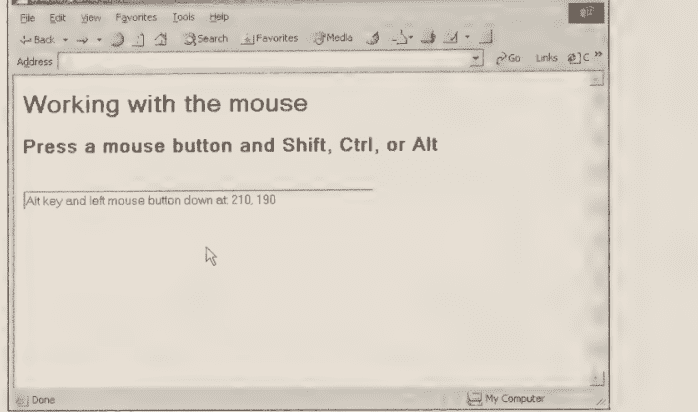 File Edit View Favorites Tools Help
Back Search Favorites Media
Address Go Links C »
Working with the mouse
Press a mouse button and Shift, Ctrl, or Alt
Alt key and left mouse button down at: 210, 190
Done My Computer